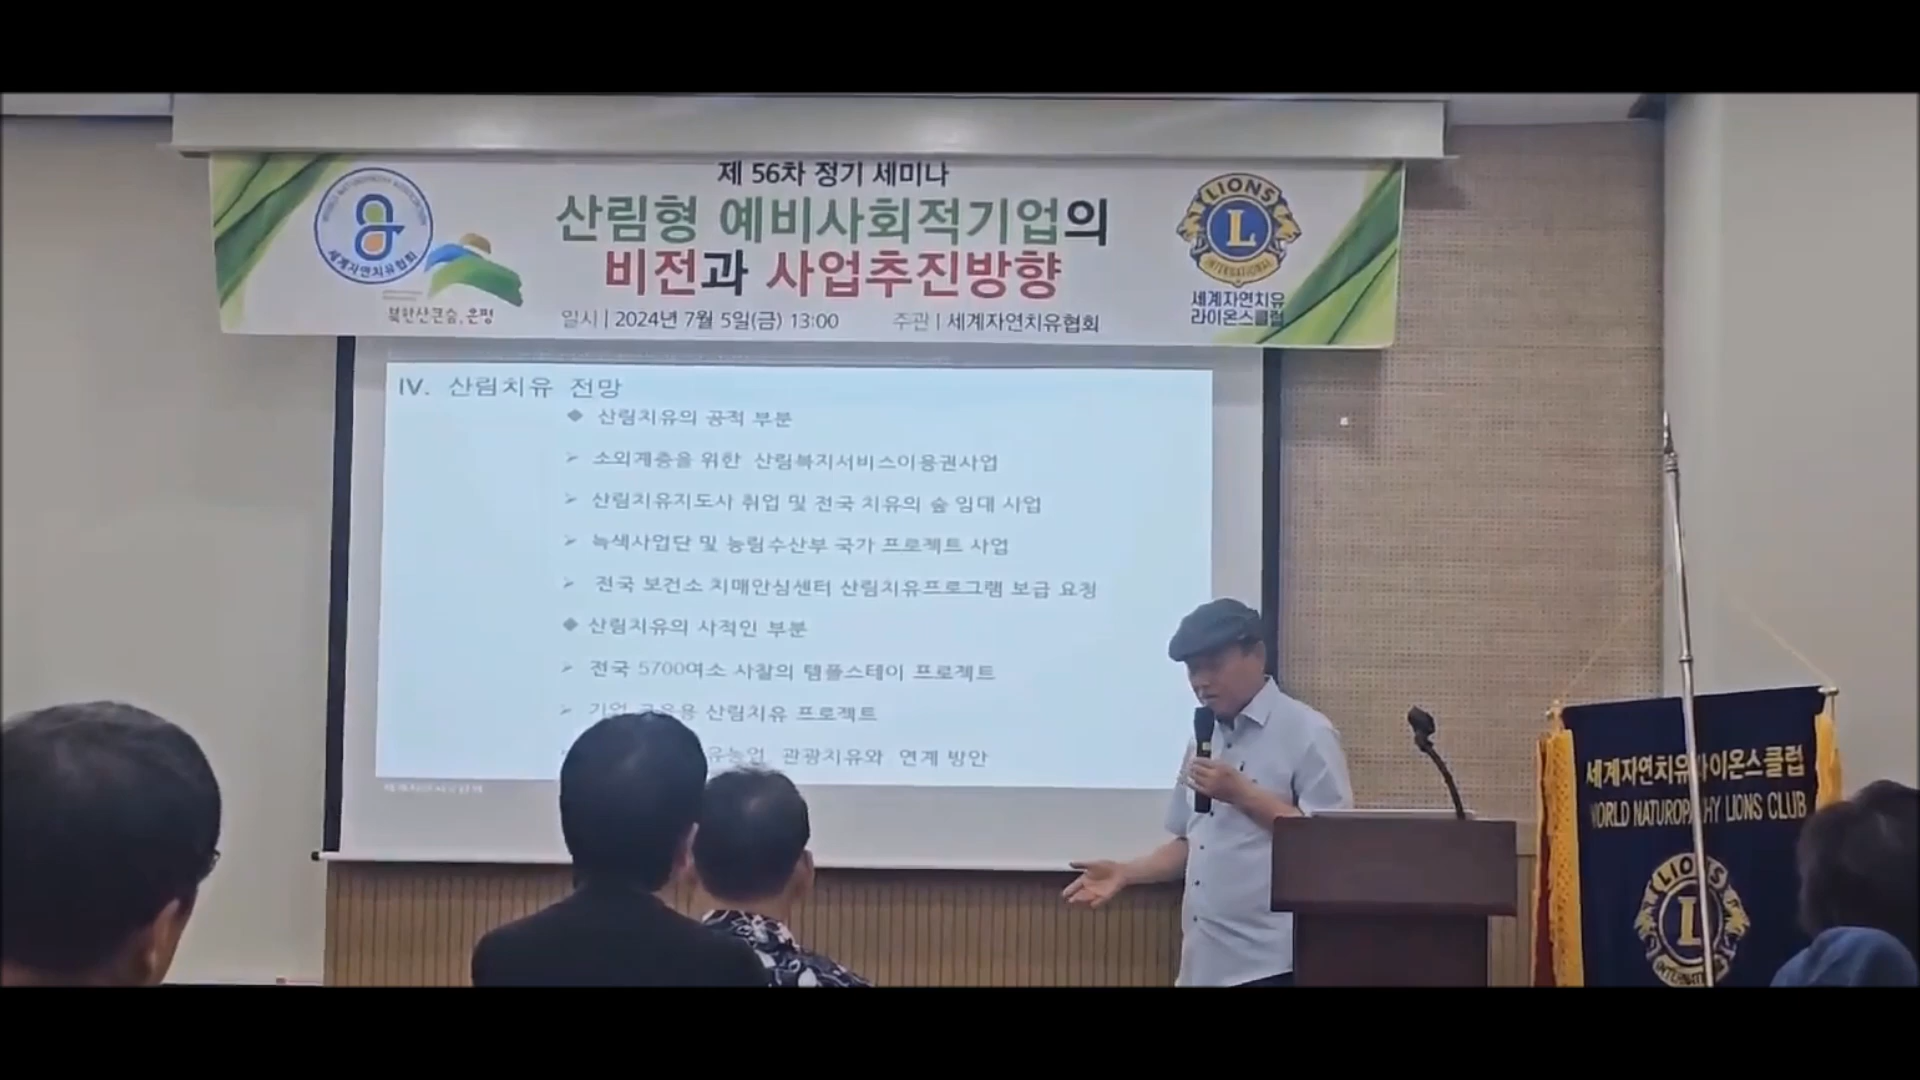 제 56차 정기 세미나
산림형 예비사회적기업의
비전과 사업추진방향
일시 | 2024년 7월 5일(금) 13:00 주관 | 세계자연치유협회
세계자연치유협회
북한산큰숲, 은평
LIONS
L
INTERNATIONAL
세계자연치유
라이온스클럽
IV. 산림치유 전망
❖ 산림치유의 공적 부분
➢ 소외계층을 위한 산림복지서비스이용권사업
➢ 산림치유지도사 취업 및 전국 치유의 숲 임대 사업
➢ 녹색사업단 및 농림수산부 국가 프로젝트 사업
➢ 전국 보건소 치매안심센터 산림치유프로그램 보급 요청
❖ 산림치유의 사적인 부분
➢ 전국 5700여소 사찰의 템플스테이 프로젝트
➢ 기업 산림치유 프로젝트
관광치유와 연계 방안
세계자연치유라이온스클럽
WORLD NATUROPATHY LIONS CLUB
LIONS
L